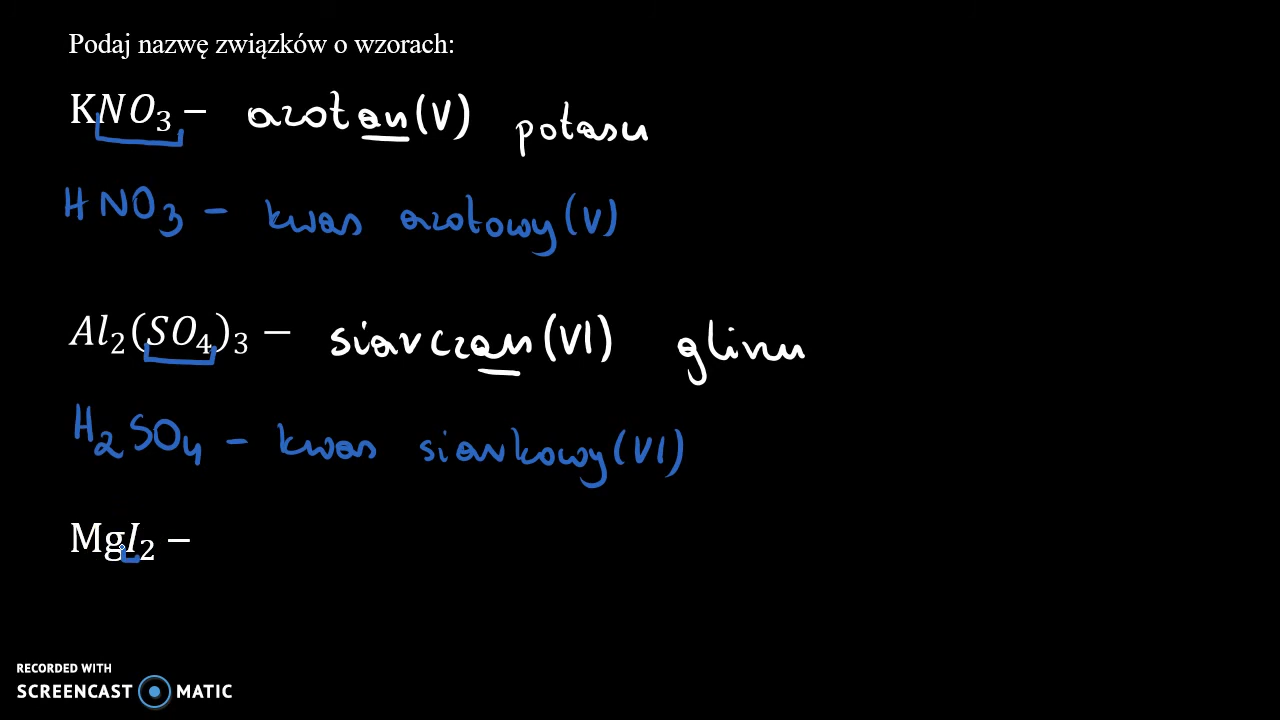 Podaj nazwę związków o wzorach:
KNO₃ – azotan(V) potasu
HNO₃ – kwas azotowy(V)
Al₂(SO₄)₃ – siarczan(VI) glinu
H₂SO₄ – kwas siarkowy(VI)
MgI₂ –
RECORDED WITH
SCREENCAST MATIC